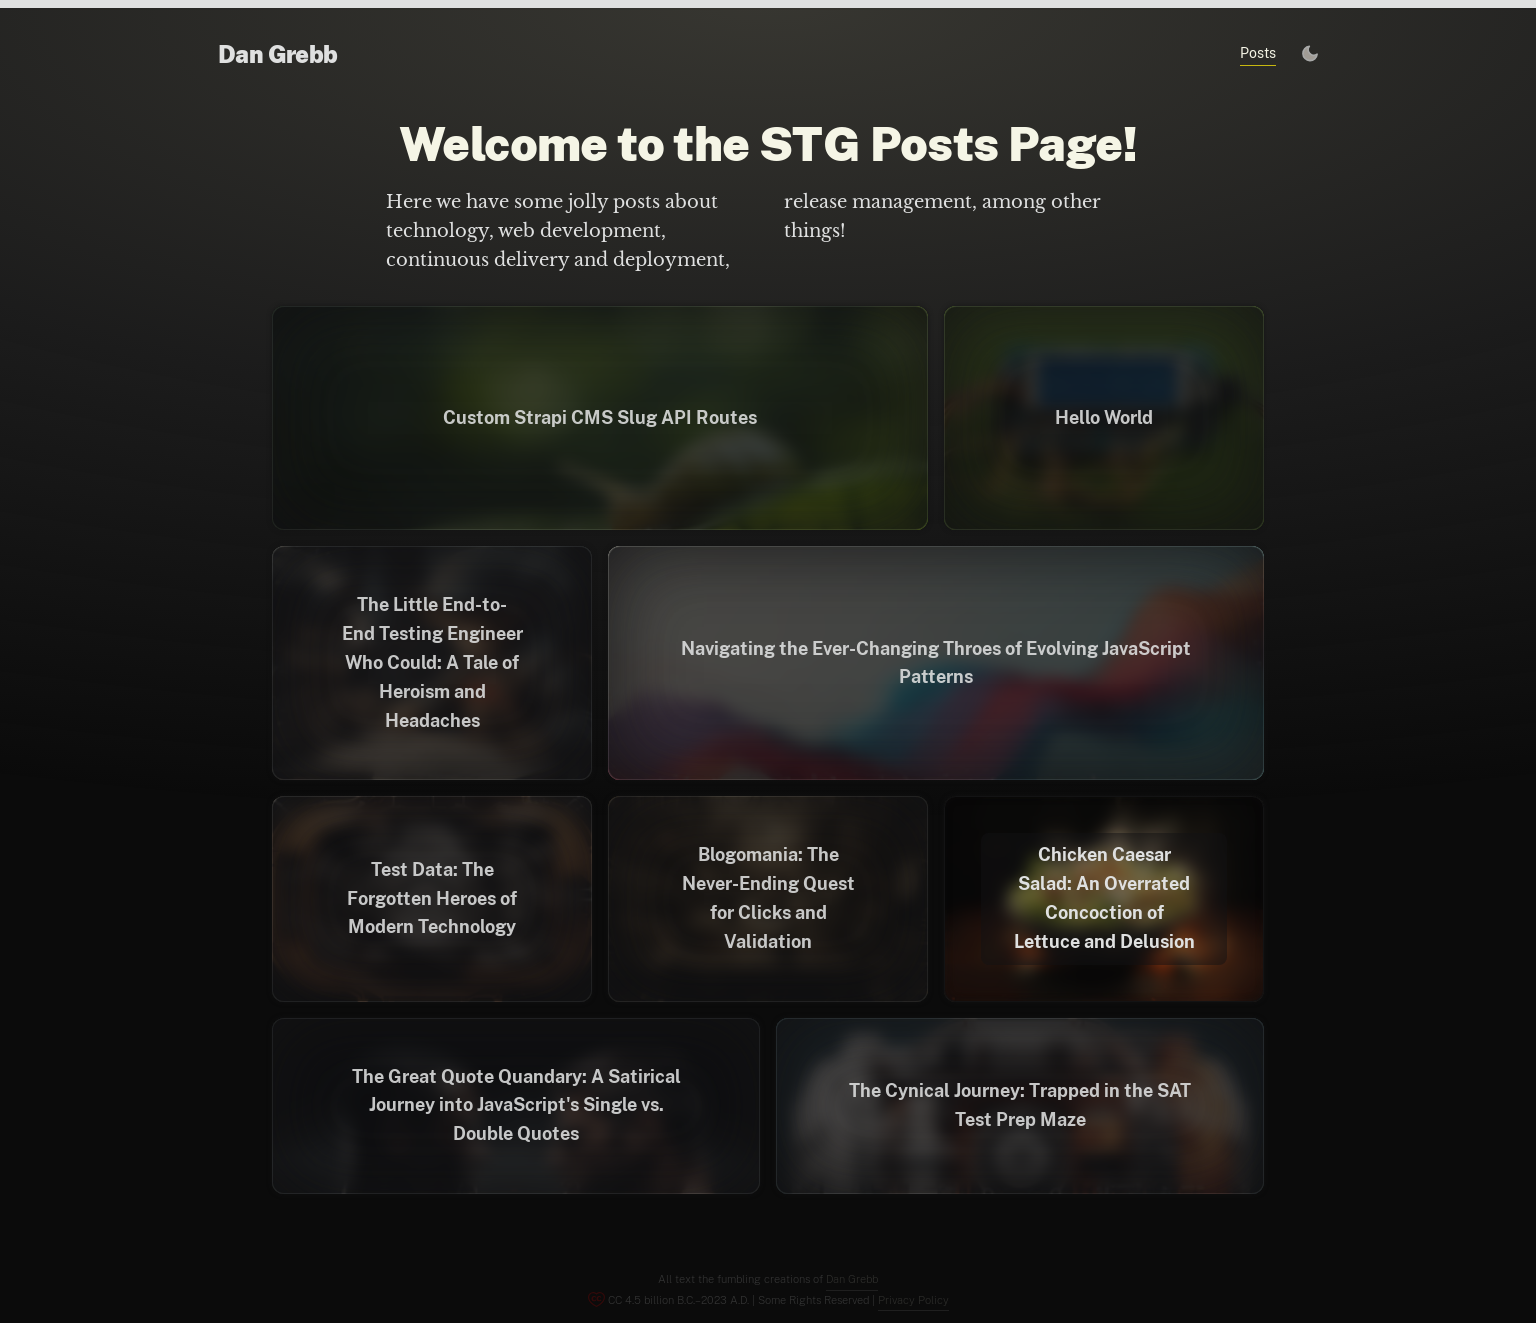 Dan Grebb
Posts
Welcome to the STG Posts Page!
Here we have some jolly posts about
technology, web development,
continuous delivery and deployment,
release management, among other
things!
Custom Strapi CMS Slug API Routes
Hello World
The Little End-to-
End Testing Engineer
Who Could: A Tale of
Heroism and
Headaches
Navigating the Ever-Changing Throes of Evolving JavaScript
Patterns
Test Data: The
Forgotten Heroes of
Modern Technology
Blogomania: The
Never-Ending Quest
for Clicks and
Validation
Chicken Caesar
Salad: An Overrated
Concoction of
Lettuce and Delusion
The Great Quote Quandary: A Satirical
Journey into JavaScript's Single vs.
Double Quotes
The Cynical Journey: Trapped in the SAT
Test Prep Maze
All text the fumbling creations of Dan Grebb
CC 4.5 billion B.C.–2023 A.D. | Some Rights Reserved | Privacy Policy